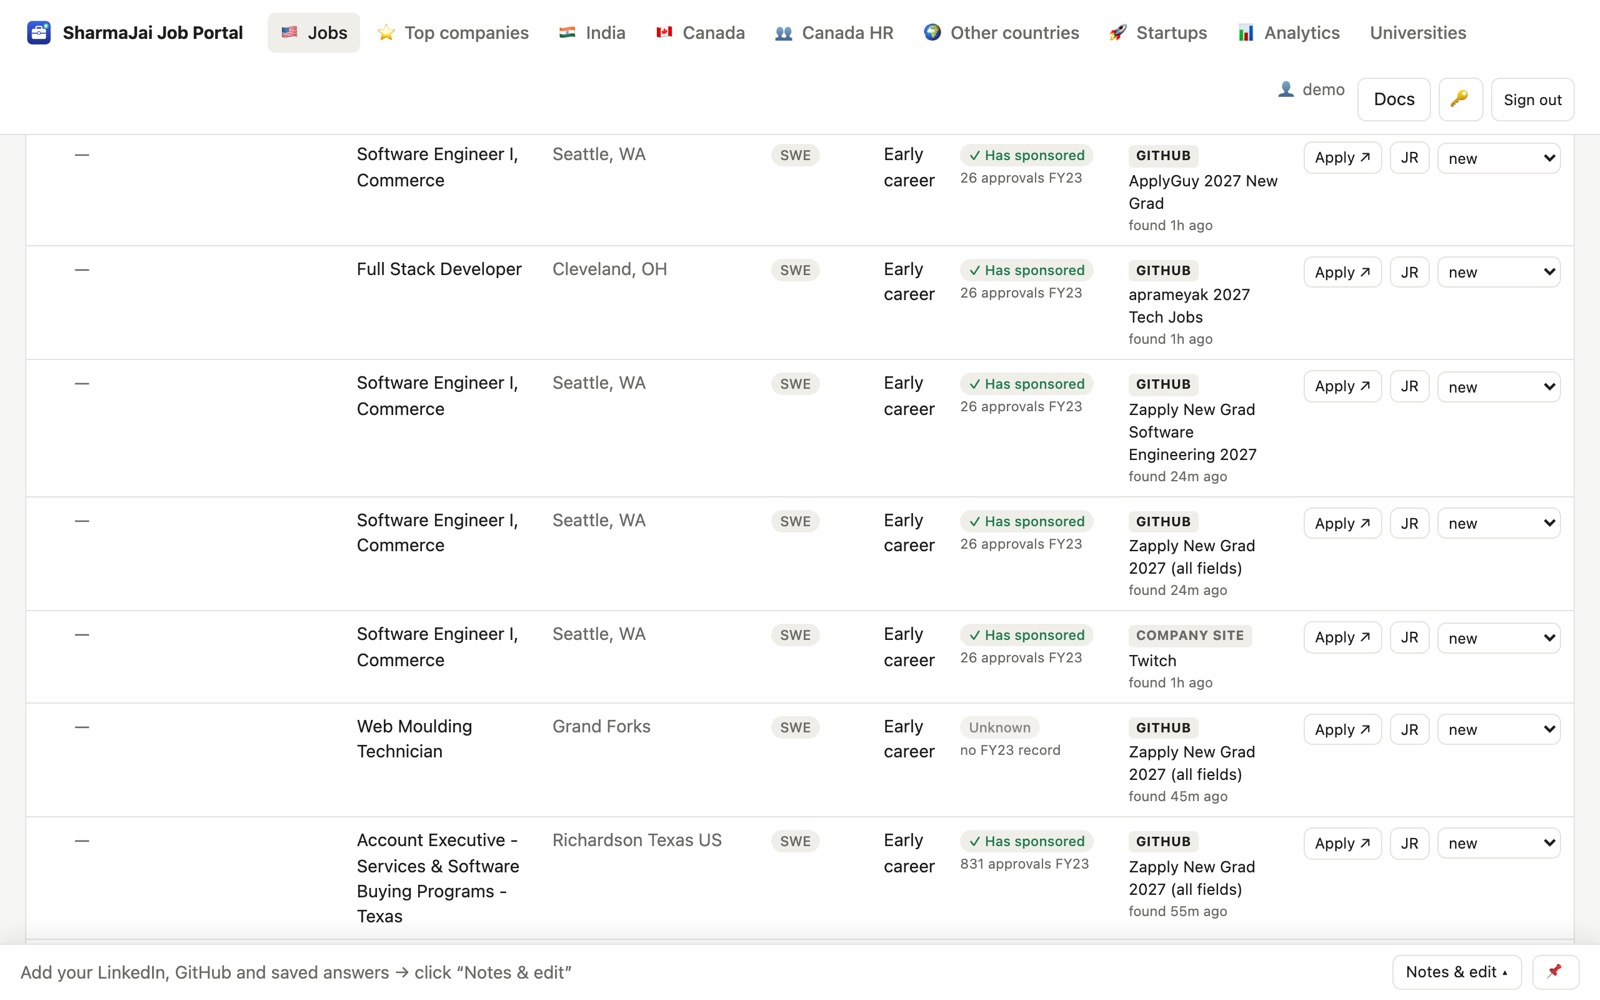 SharmaJai Job Portal
Jobs
Top companies
India
Canada
Canada HR
Other countries
Startups
Analytics
Universities
demo
Docs
Sign out
—
Software Engineer I,
Commerce
Seattle, WA
SWE
Early
career
✓ Has sponsored
26 approvals FY23
GITHUB
ApplyGuy 2027 New
Grad
found 1h ago
Apply ↗
JR
new
—
Full Stack Developer
Cleveland, OH
SWE
Early
career
✓ Has sponsored
26 approvals FY23
GITHUB
aprameyak 2027
Tech Jobs
found 1h ago
Apply ↗
JR
new
—
Software Engineer I,
Commerce
Seattle, WA
SWE
Early
career
✓ Has sponsored
26 approvals FY23
GITHUB
Zapply New Grad
Software
Engineering 2027
found 24m ago
Apply ↗
JR
new
—
Software Engineer I,
Commerce
Seattle, WA
SWE
Early
career
✓ Has sponsored
26 approvals FY23
GITHUB
Zapply New Grad
2027 (all fields)
found 24m ago
Apply ↗
JR
new
—
Software Engineer I,
Commerce
Seattle, WA
SWE
Early
career
✓ Has sponsored
26 approvals FY23
COMPANY SITE
Twitch
found 1h ago
Apply ↗
JR
new
—
Web Moulding
Technician
Grand Forks
SWE
Early
career
Unknown
no FY23 record
GITHUB
Zapply New Grad
2027 (all fields)
found 45m ago
Apply ↗
JR
new
—
Account Executive -
Services & Software
Buying Programs -
Texas
Richardson Texas US
SWE
Early
career
✓ Has sponsored
831 approvals FY23
GITHUB
Zapply New Grad
2027 (all fields)
found 55m ago
Apply ↗
JR
new
Add your LinkedIn, GitHub and saved answers → click “Notes & edit”
Notes & edit ▴